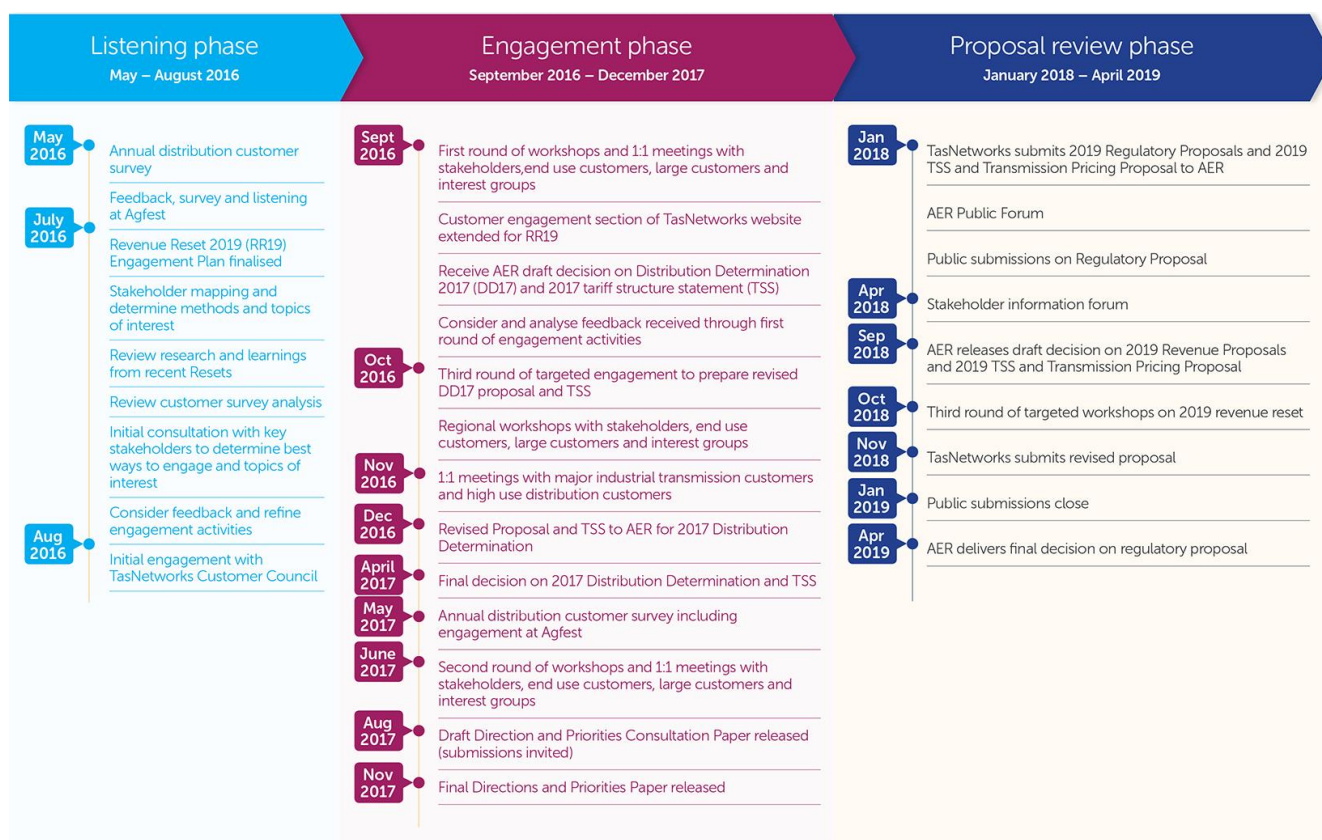 Listening phase
May – August 2016
May
2016
Annual distribution customer
survey
Feedback, survey and listening
at Agfest
July
2016
Revenue Reset 2019 (RR19)
Engagement Plan finalised
Stakeholder mapping and
determine methods and topics
of interest
Review research and learnings
from recent Resets
Review customer survey analysis
Initial consultation with key
stakeholders to determine best
ways to engage and topics of
interest
Consider feedback and refine
engagement activities
Aug
2016
Initial engagement with
TasNetworks Customer Council
Engagement phase
September 2016 – December 2017
Sept
2016
First round of workshops and 1:1 meetings with
stakeholders,end use customers, large customers and
interest groups
Customer engagement section of TasNetworks website
extended for RR19
Receive AER draft decision on Distribution Determination
2017 (DD17) and 2017 tariff structure statement (TSS)
Consider and analyse feedback received through first
round of engagement activities
Oct
2016
Third round of targeted engagement to prepare revised
DD17 proposal and TSS
Regional workshops with stakeholders, end use
customers, large customers and interest groups
Nov
2016
1:1 meetings with major industrial transmission customers
and high use distribution customers
Dec
2016
Revised Proposal and TSS to AER for 2017 Distribution
Determination
April
2017
Final decision on 2017 Distribution Determination and TSS
May
2017
Annual distribution customer survey including
engagement at Agfest
June
2017
Second round of workshops and 1:1 meetings with
stakeholders, end use customers, large customers and
interest groups
Aug
2017
Draft Direction and Priorities Consultation Paper released
(submissions invited)
Nov
2017
Final Directions and Priorities Paper released
Proposal review phase
January 2018 – April 2019
Jan
2018
TasNetworks submits 2019 Regulatory Proposals and 2019
TSS and Transmission Pricing Proposal to AER
AER Public Forum
Public submissions on Regulatory Proposal
Apr
2018
Stakeholder information forum
Sep
2018
AER releases draft decision on 2019 Revenue Proposals
and 2019 TSS and Transmission Pricing Proposal
Oct
2018
Third round of targeted workshops on 2019 revenue reset
Nov
2018
TasNetworks submits revised proposal
Jan
2019
Public submissions close
Apr
2019
AER delivers final decision on regulatory proposal